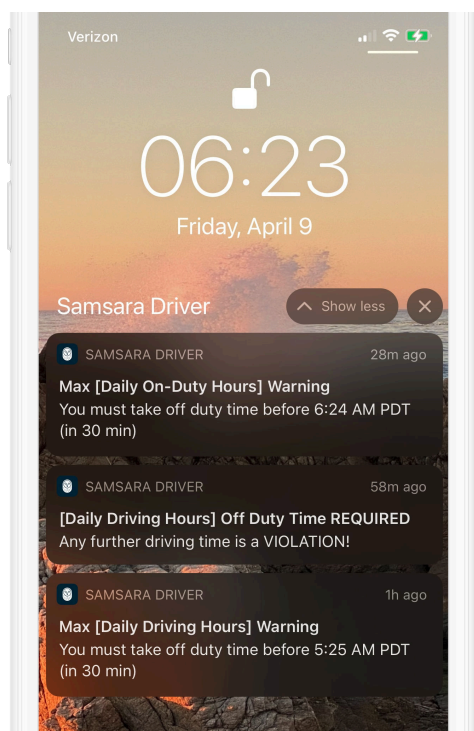 Verizon
06:23
Friday, April 9
Samsara Driver
Show less
SAMSARA DRIVER
28m ago
Max [Daily On-Duty Hours] Warning
You must take off duty time before 6:24 AM PDT
(in 30 min)
SAMSARA DRIVER
58m ago
[Daily Driving Hours] Off Duty Time REQUIRED
Any further driving time is a VIOLATION!
SAMSARA DRIVER
1h ago
Max [Daily Driving Hours] Warning
You must take off duty time before 5:25 AM PDT
(in 30 min)